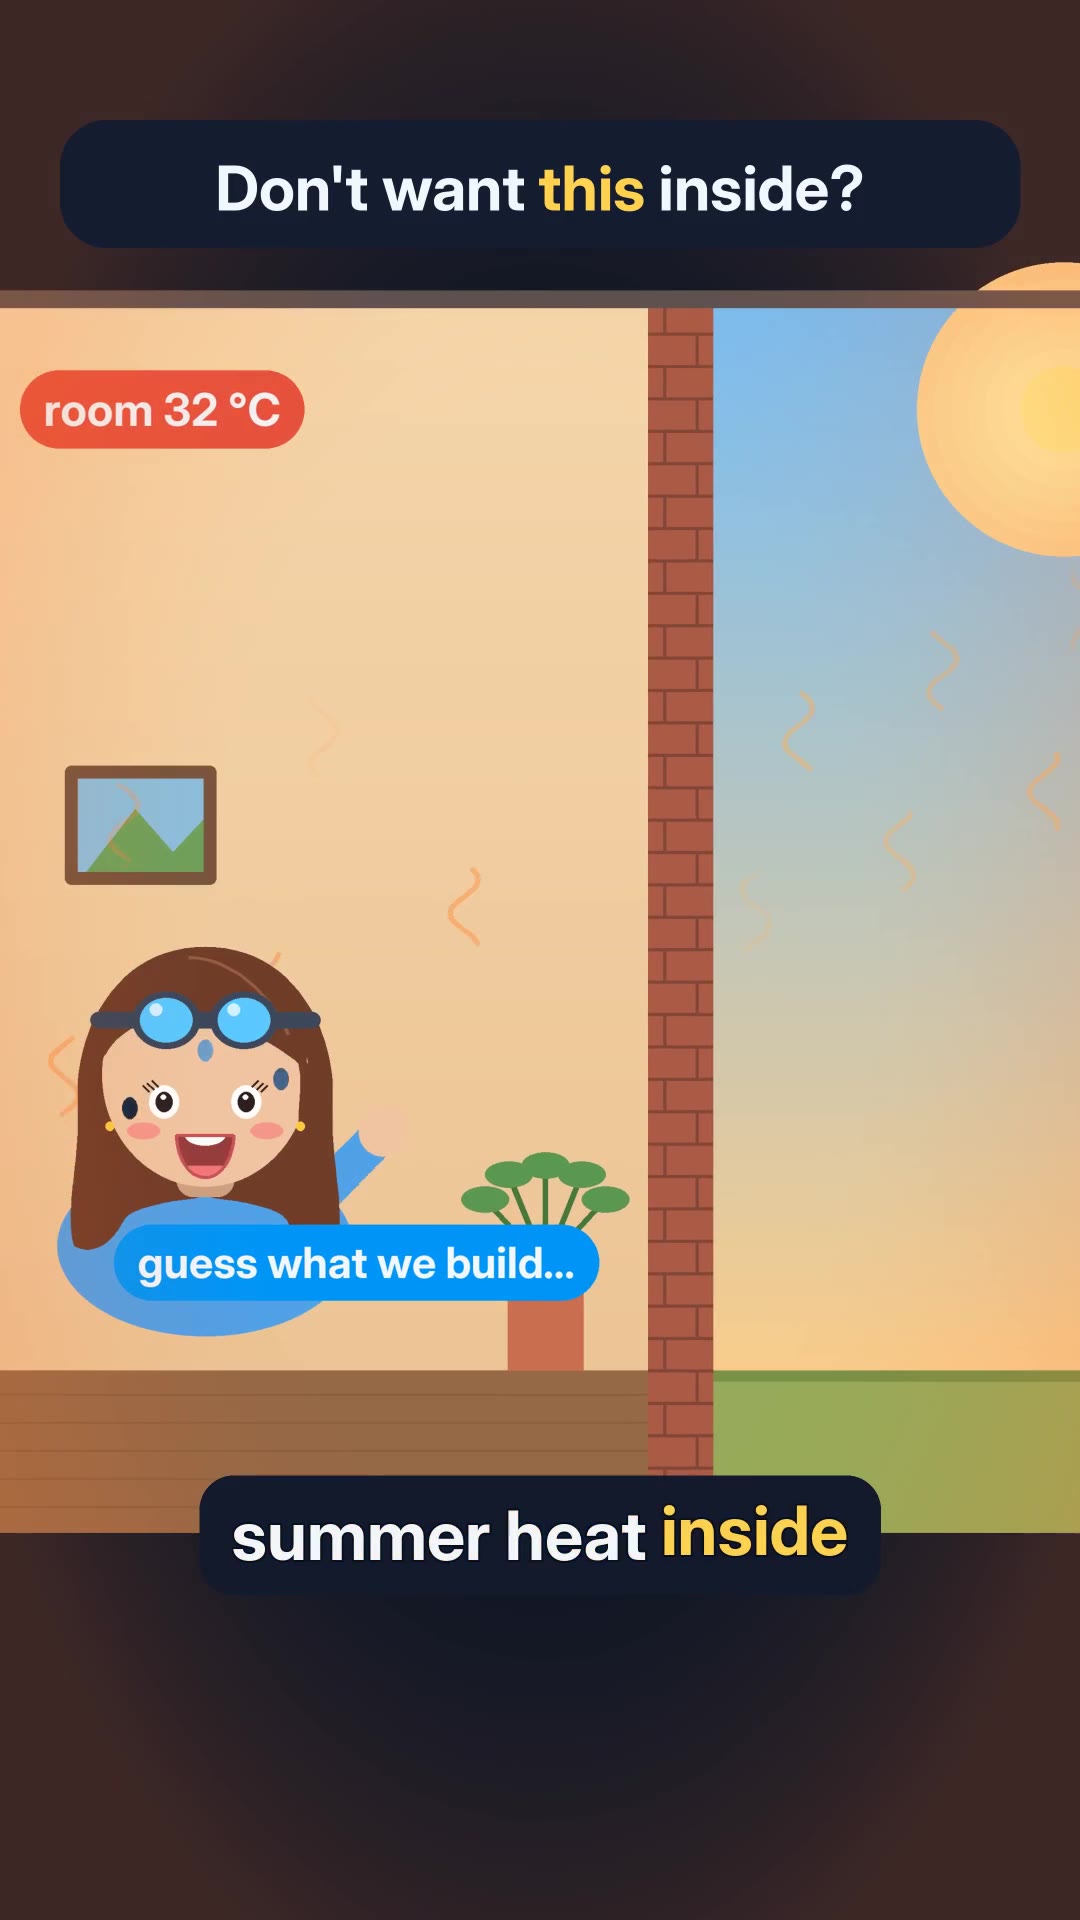 Don't want this inside?
room 32 °C
guess what we build...
summer heat inside